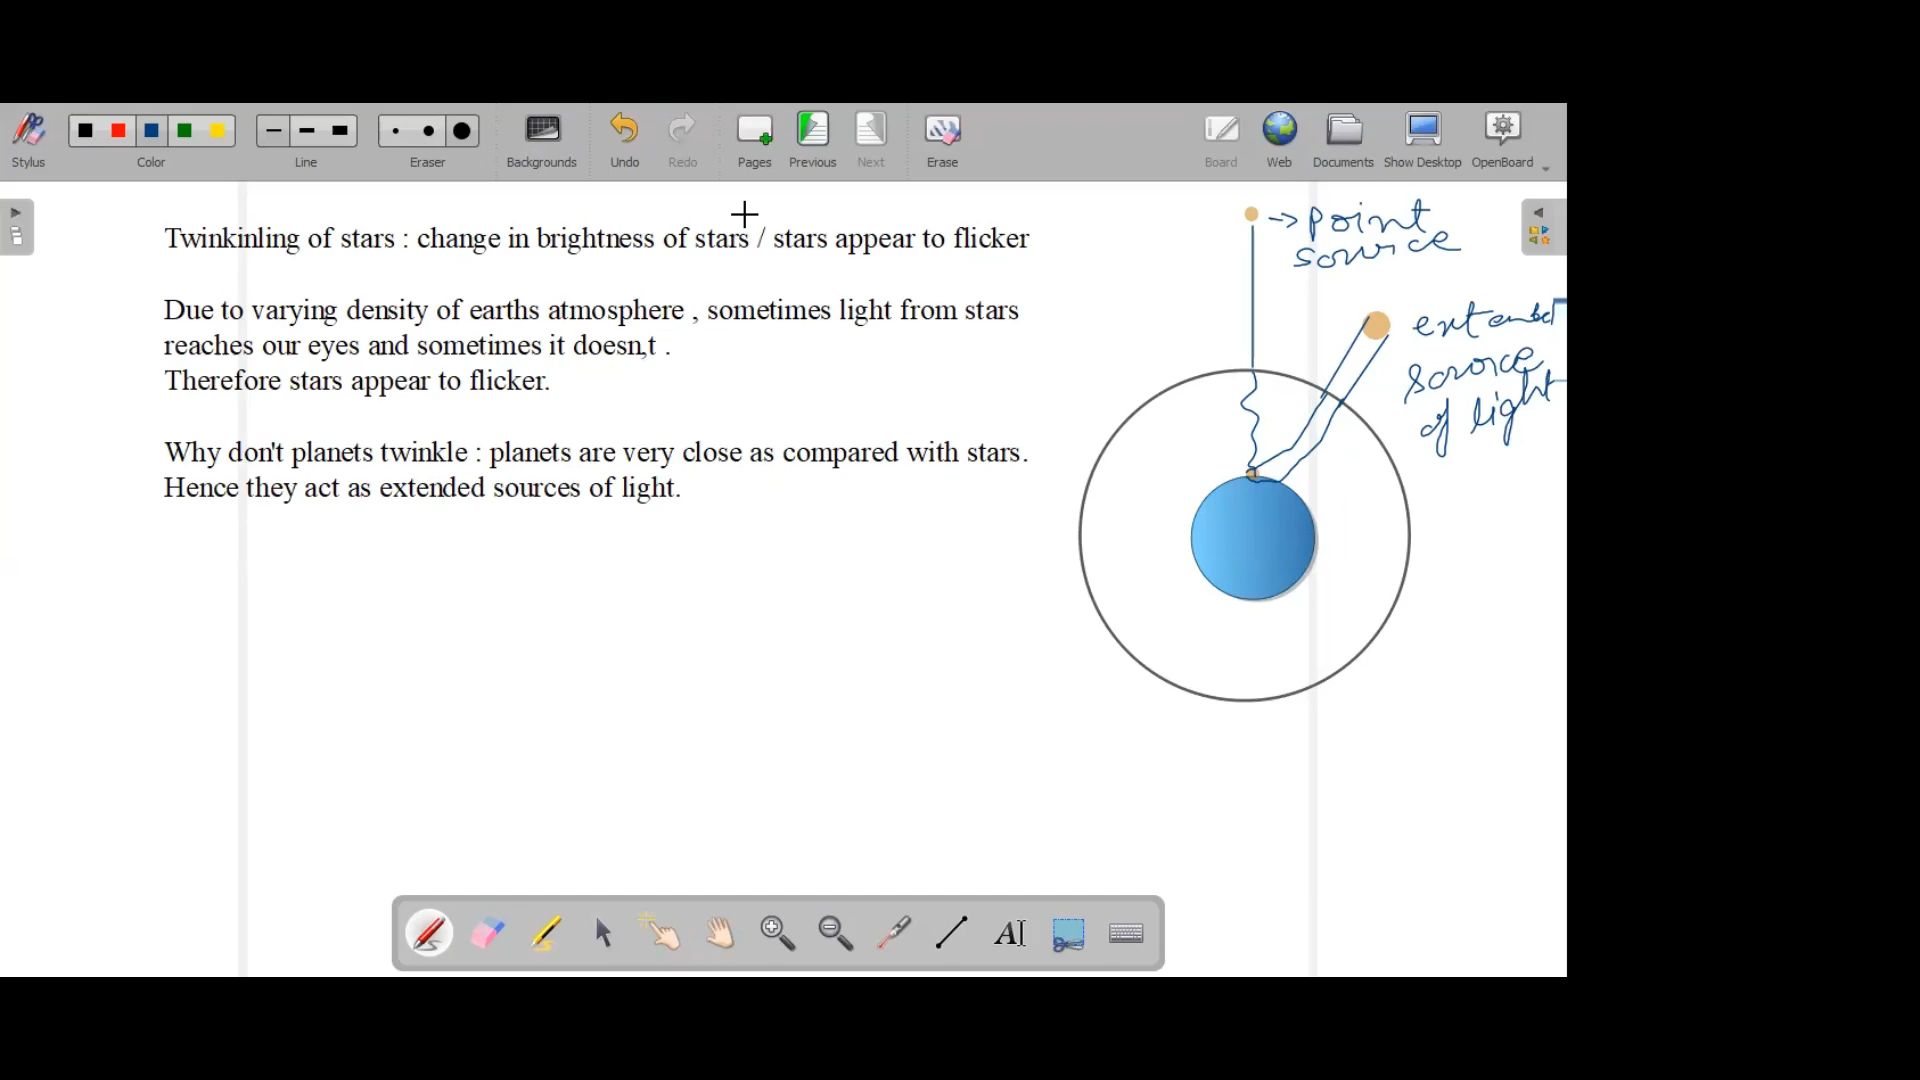 Stylus Color Line Eraser Backgrounds Undo Redo Pages Previous Next Erase Board Web Documents Show Desktop OpenBoard
Twinkinling of stars : change in brightness of stars / stars appear to flicker
Due to varying density of earths atmosphere , sometimes light from stars
reaches our eyes and sometimes it doesn,t .
Therefore stars appear to flicker.
Why don't planets twinkle : planets are very close as compared with stars.
Hence they act as extended sources of light.
point
source
extended
source
of light